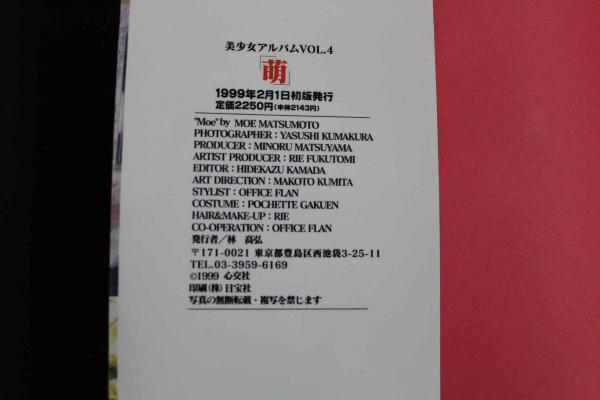 美少女アルバムVOL.4
「萌」
1999年2月1日初版発行
定価2250円(本体2143円)
"Moe" by MOE MATSUMOTO
PHOTOGRAPHER：YASUSHI KUMAKURA
PRODUCER：MINORU MATSUYAMA
ARTIST PRODUCER：RIE FUKUTOMI
EDITOR：HIDEKAZU KAMADA
ART DIRECTION：MAKOTO KUMITA
STYLIST：OFFICE FLAN
COSTUME：POCHETTE GAKUEN
HAIR&MAKE-UP：RIE
CO-OPERATION：OFFICE FLAN
発行者／林　高弘
〒171-0021 東京都豊島区西池袋3-25-11
TEL.03-3959-6169
©1999 心交社
印刷(株)日宝社
写真の無断転載・複写を禁じます